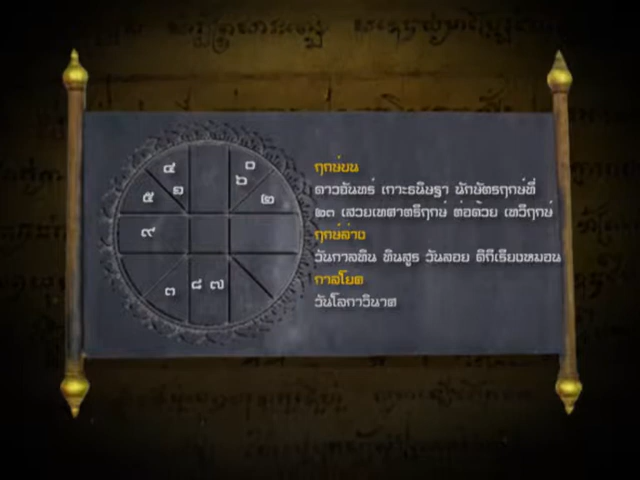 ๔ ๖ ๐
๕ ๑ ๒
๙
๓ ๘ ๗
ฤกษ์บน
ดาวจันทร์ เกาะธนิษฐา นักษัตรฤกษ์ที่
๒๓ เสวยเทศาตรีฤกษ์ ต่อด้วย เทวีฤกษ์
ฤกษ์ล่าง
วันกาลทิน ทินสูร วันลอย ดิถีเรียงหมอน
กาลโยค
วันโลกาวินาศ